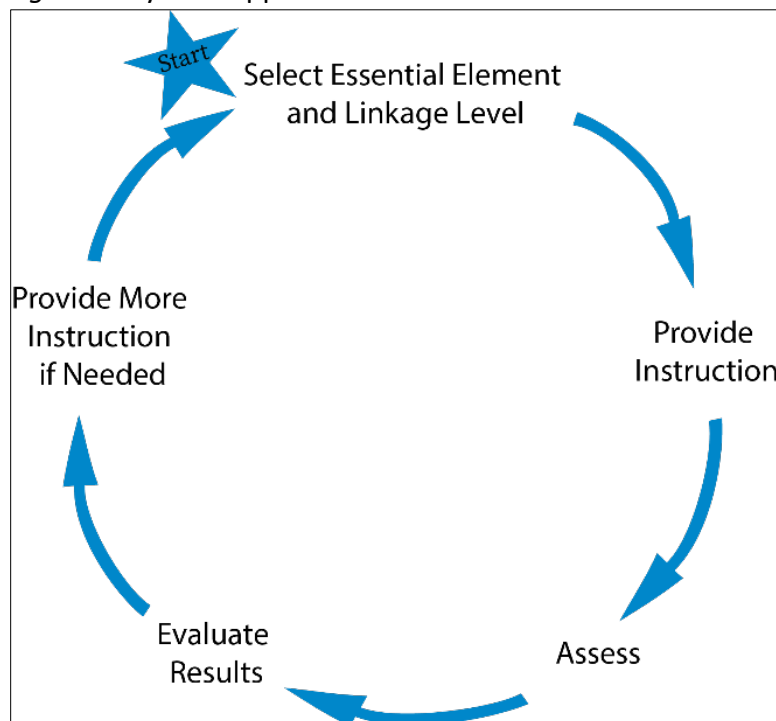 Start
Select Essential Element
and Linkage Level
Provide
Instruction
Assess
Evaluate
Results
Provide More
Instruction
if Needed